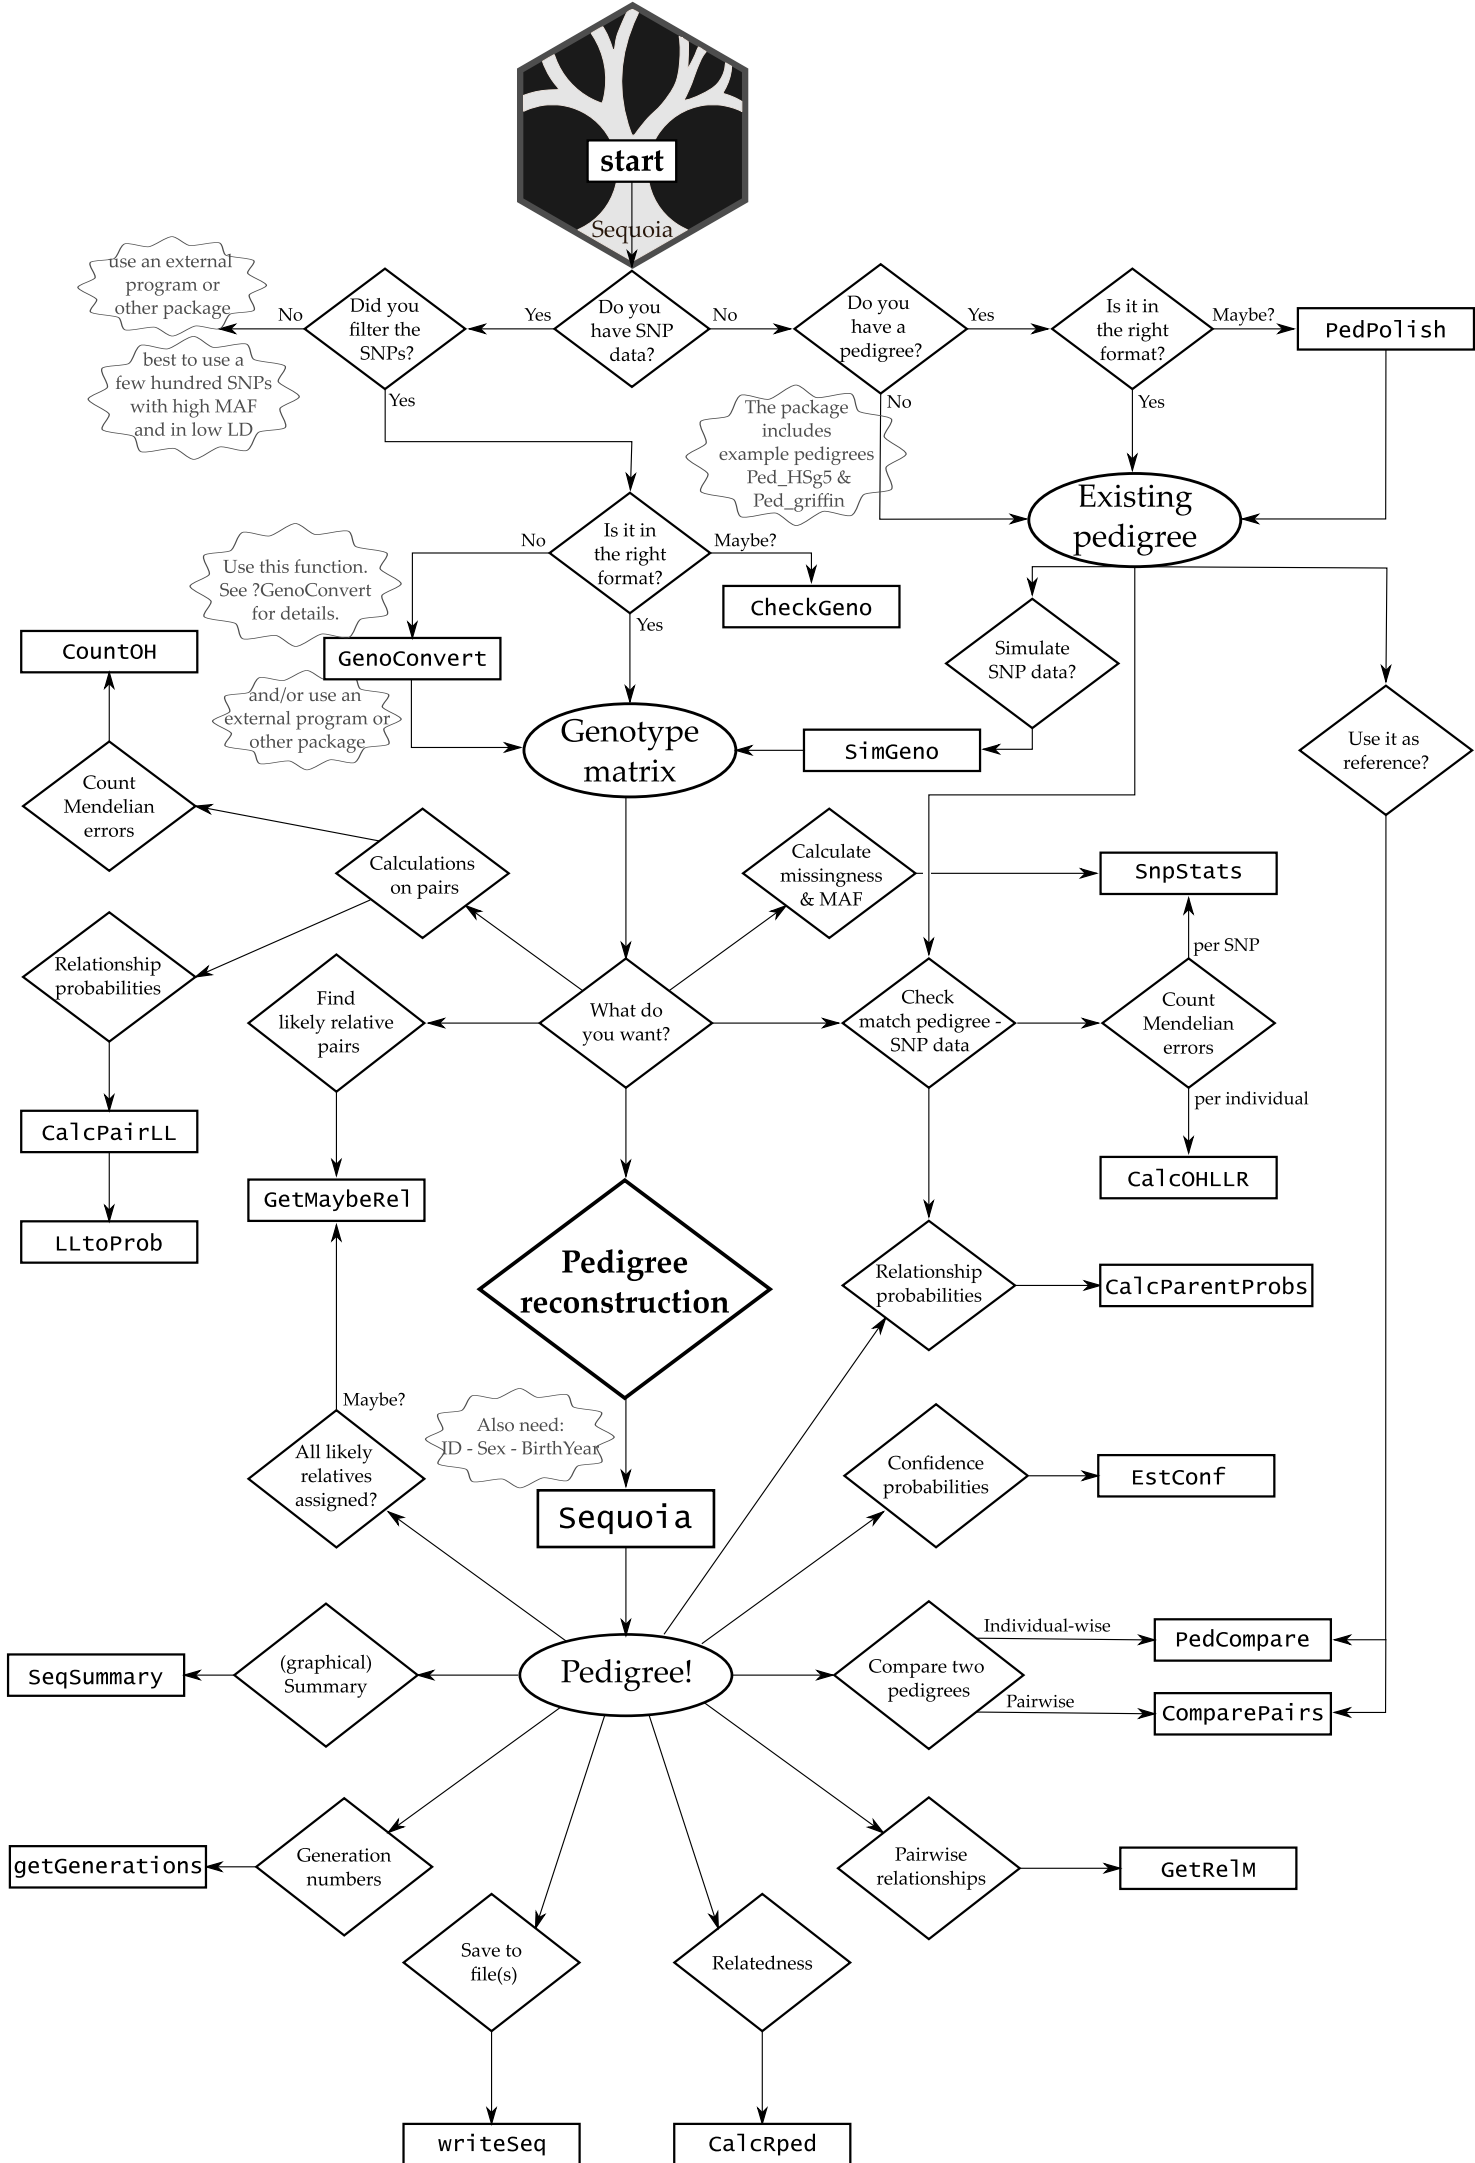 start
Sequoia
use an external
program or
other package
No
Did you
filter the
SNPs?
Yes
Do you
have SNP
data?
No
Do you
have a
pedigree?
Yes
Is it in
the right
format?
Maybe?
PedPolish
best to use a
few hundred SNPs
with high MAF
and in low LD
Yes
The package
includes
example pedigrees
Ped_HSg5 &
Ped_griffin
No
Yes
Existing
pedigree
Use this function.
See ?GenoConvert
for details.
No
Is it in
the right
format?
Maybe?
CheckGeno
Yes
CountOH
GenoConvert
and/or use an
external program or
other package
Genotype
matrix
SimGeno
Simulate
SNP data?
Use it as
reference?
Count
Mendelian
errors
Calculations
on pairs
Calculate
missingness
& MAF
SnpStats
per SNP
Relationship
probabilities
Find
likely relative
pairs
What do
you want?
Check
match pedigree -
SNP data
Count
Mendelian
errors
per individual
CalcPairLL
GetMaybeRel
CalcOHLLR
LLtoProb
Pedigree
reconstruction
Relationship
probabilities
CalcParentProbs
Maybe?
All likely
relatives
assigned?
Also need:
ID - Sex - BirthYear
Confidence
probabilities
EstConf
Sequoia
SeqSummary
(graphical)
Summary
Pedigree!
Compare two
pedigrees
Individual-wise
PedCompare
Pairwise
ComparePairs
getGenerations
Generation
numbers
Pairwise
relationships
GetRelM
Save to
file(s)
Relatedness
writeSeq
CalcRped